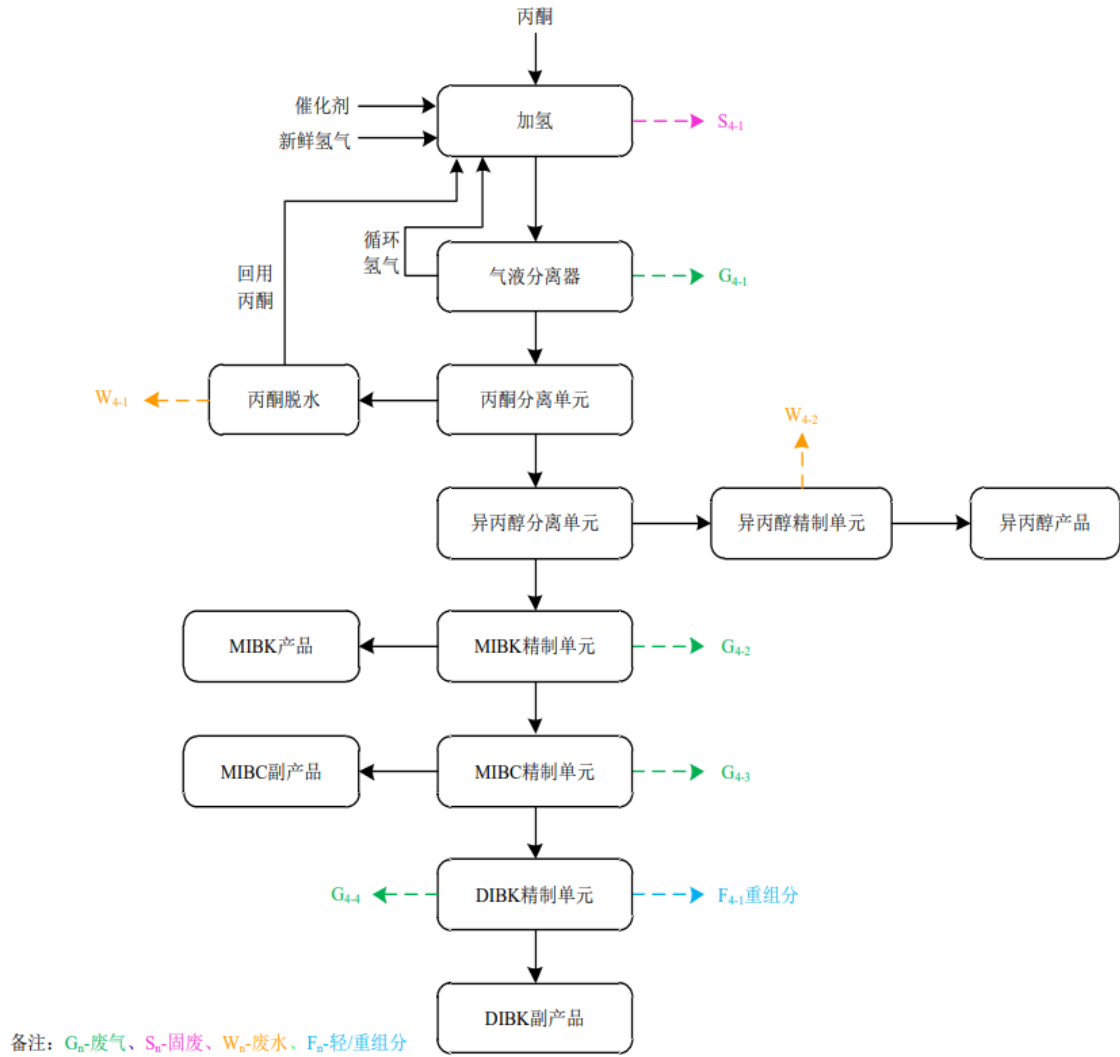 丙酮
催化剂
加氢
S4-1
新鲜氢气
循环
氢气
回用
丙酮
气液分离器
G4-1
W4-1
丙酮脱水
丙酮分离单元
W4-2
异丙醇分离单元
异丙醇精制单元
异丙醇产品
MIBK产品
MIBK精制单元
G4-2
MIBC副产品
MIBC精制单元
G4-3
G4-4
DIBK精制单元
F4-1重组分
DIBK副产品
备注：Gn-废气、Sn-固废、Wn-废水、Fn-轻/重组分